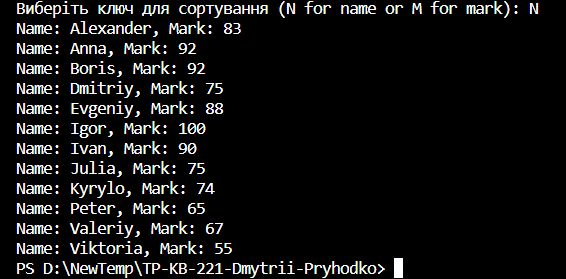 Виберіть ключ для сортування (N for name or M for mark): N
Name: Alexander, Mark: 83
Name: Anna, Mark: 92
Name: Boris, Mark: 92
Name: Dmitriy, Mark: 75
Name: Evgeniy, Mark: 88
Name: Igor, Mark: 100
Name: Ivan, Mark: 90
Name: Julia, Mark: 75
Name: Kyrylo, Mark: 74
Name: Peter, Mark: 65
Name: Valeriy, Mark: 67
Name: Viktoria, Mark: 55
PS D:\NewTemp\TP-KB-221-Dmytrii-Pryhodko>